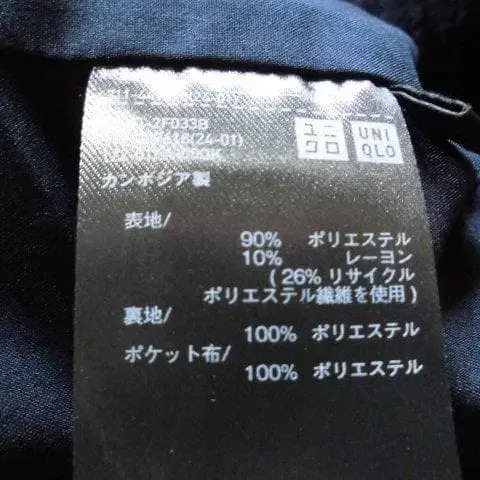 2F033B
(24-01)
ユニ
クロ
UNI
QLO
カンボジア製
表地/
90% ポリエステル
10% レーヨン
(26% リサイクル
ポリエステル繊維を使用)
裏地/
100% ポリエステル
ポケット布/
100% ポリエステル